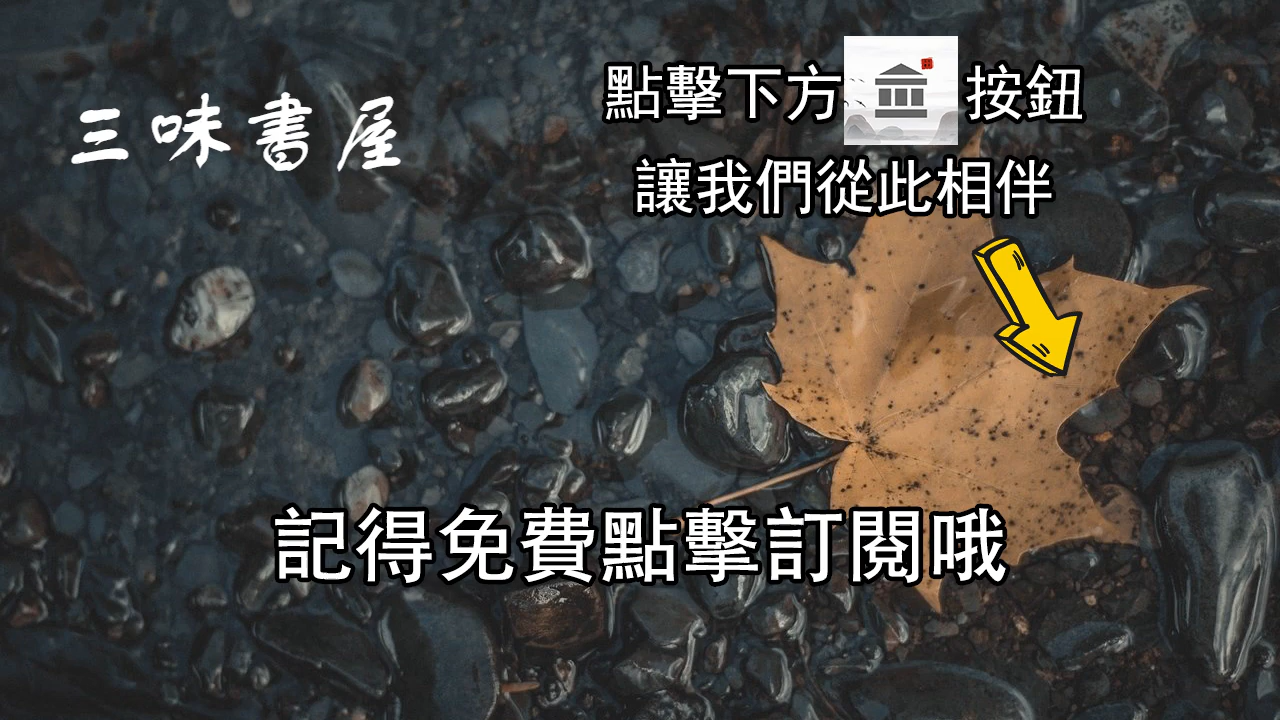 三味書屋
點擊下方按鈕
讓我們從此相伴
記得免費點擊訂閱哦